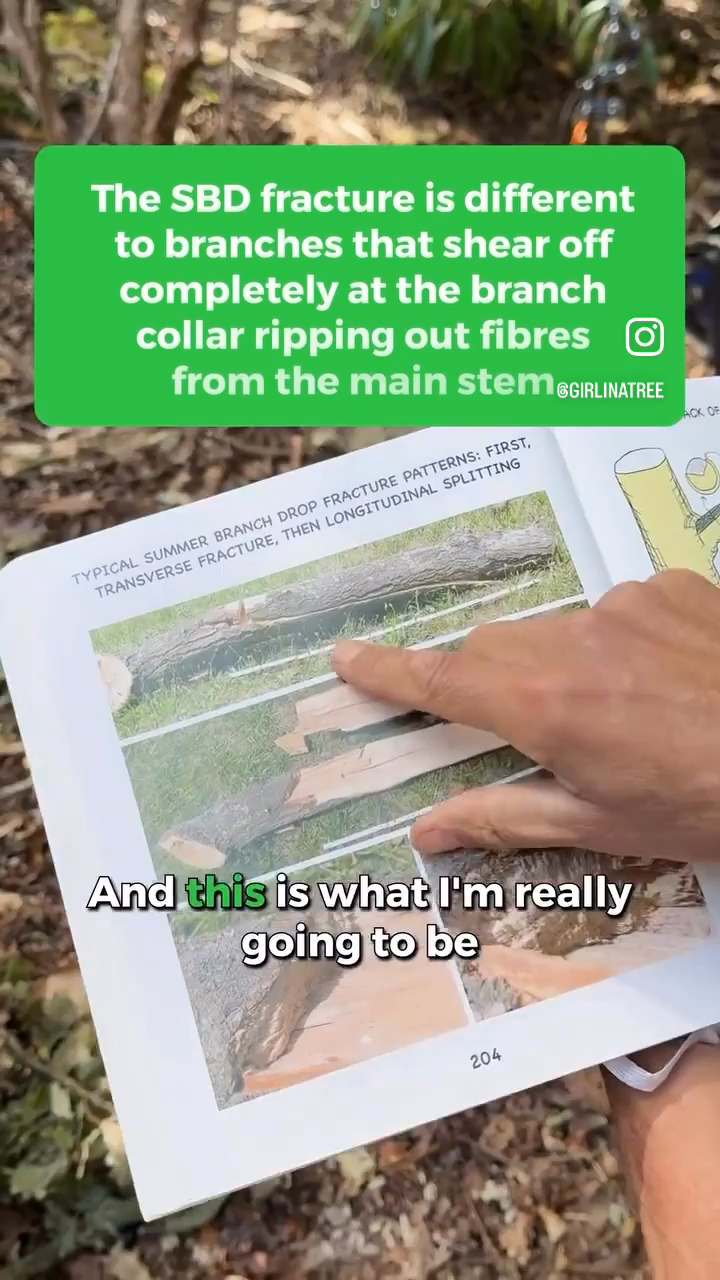 The SBD fracture is different
to branches that shear off
completely at the branch
collar ripping out fibres
from the main stem
@GIRLINATREE
ACK OF
TYPICAL SUMMER BRANCH DROP FRACTURE PATTERNS: FIRST,
TRANSVERSE FRACTURE, THEN LONGITUDINAL SPLITTING
And this is what I'm really
going to be
204